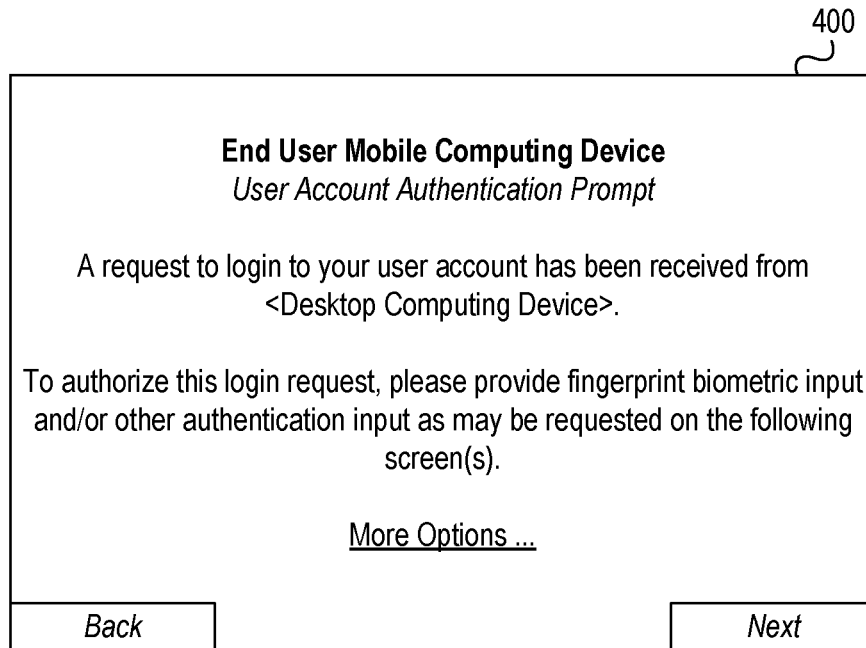 400
End User Mobile Computing Device
User Account Authentication Prompt
A request to login to your user account has been received from
<Desktop Computing Device>.
To authorize this login request, please provide fingerprint biometric input
and/or other authentication input as may be requested on the following
screen(s).
More Options ...
Back
Next